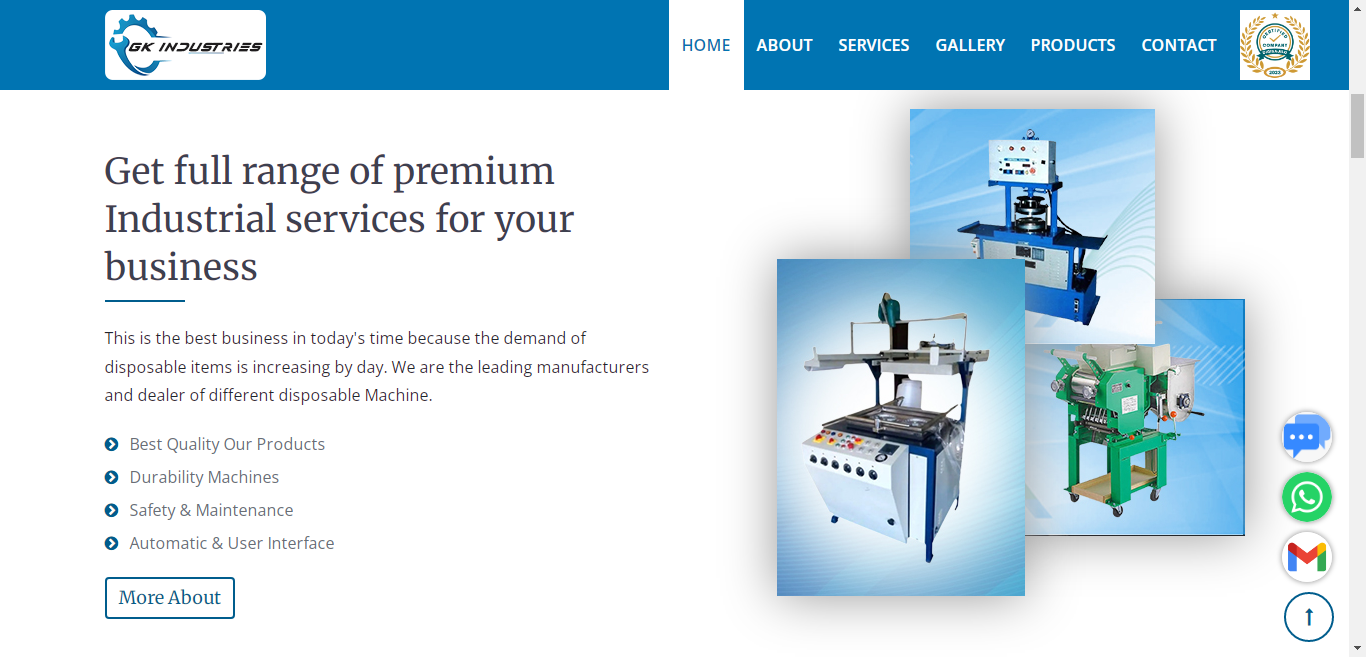 GK INDUSTRIES
HOME ABOUT SERVICES GALLERY PRODUCTS CONTACT
CERTIFIED
COMPANY
2023
Get full range of premium
Industrial services for your
business
This is the best business in today's time because the demand of
disposable items is increasing by day. We are the leading manufacturers
and dealer of different disposable Machine.
Best Quality Our Products
Durability Machines
Safety & Maintenance
Automatic & User Interface
More About